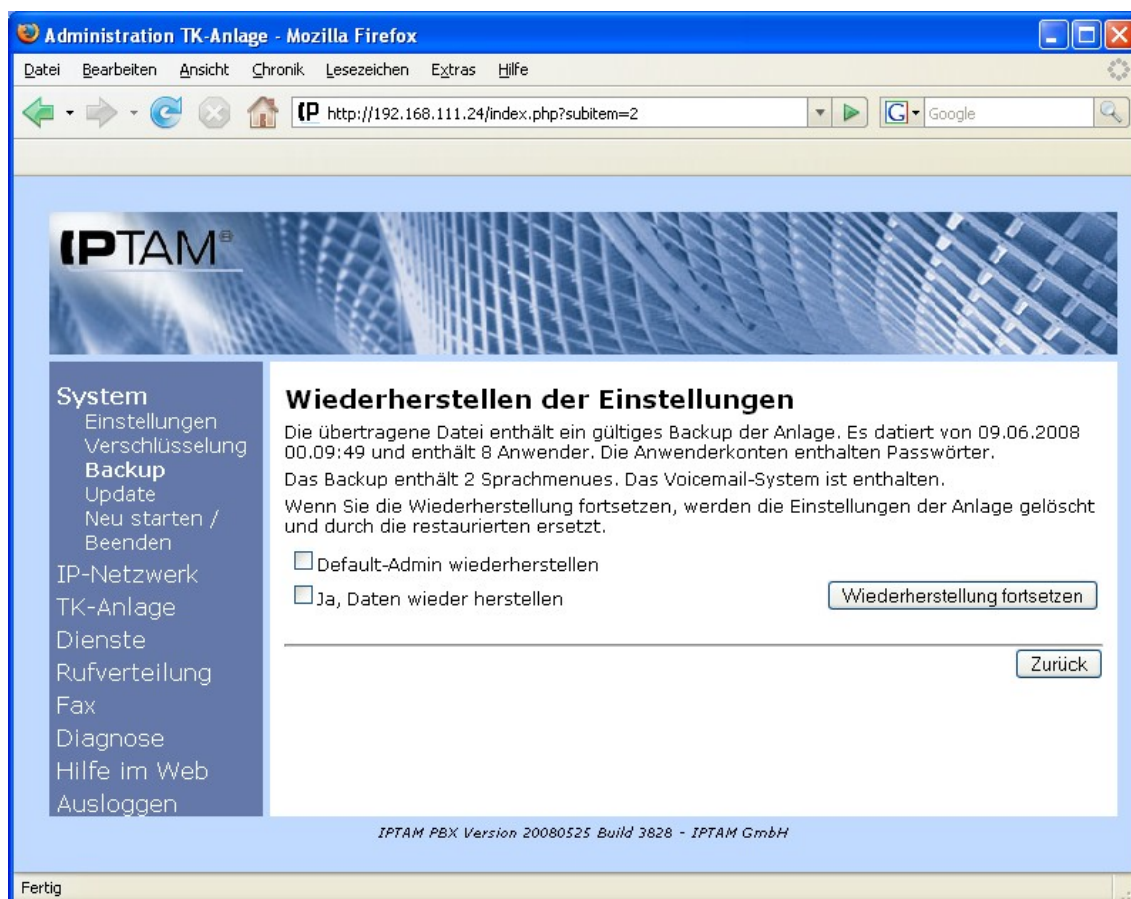 Administration TK-Anlage - Mozilla Firefox
Datei Bearbeiten Ansicht Chronik Lesezeichen Extras Hilfe
http://192.168.111.24/index.php?subitem=2
Google
IPTAM®
System
Einstellungen
Verschlüsselung
Backup
Update
Neu starten /
Beenden
IP-Netzwerk
TK-Anlage
Dienste
Rufverteilung
Fax
Diagnose
Hilfe im Web
Ausloggen
Wiederherstellen der Einstellungen
Die übertragene Datei enthält ein gültiges Backup der Anlage. Es datiert von 09.06.2008
00.09:49 und enthält 8 Anwender. Die Anwenderkonten enthalten Passwörter.
Das Backup enthält 2 Sprachmenues. Das Voicemail-System ist enthalten.
Wenn Sie die Wiederherstellung fortsetzen, werden die Einstellungen der Anlage gelöscht
und durch die restaurierten ersetzt.
Default-Admin wiederherstellen
Ja, Daten wieder herstellen
Wiederherstellung fortsetzen
Zurück
IPTAM PBX Version 20080525 Build 3828 - IPTAM GmbH
Fertig